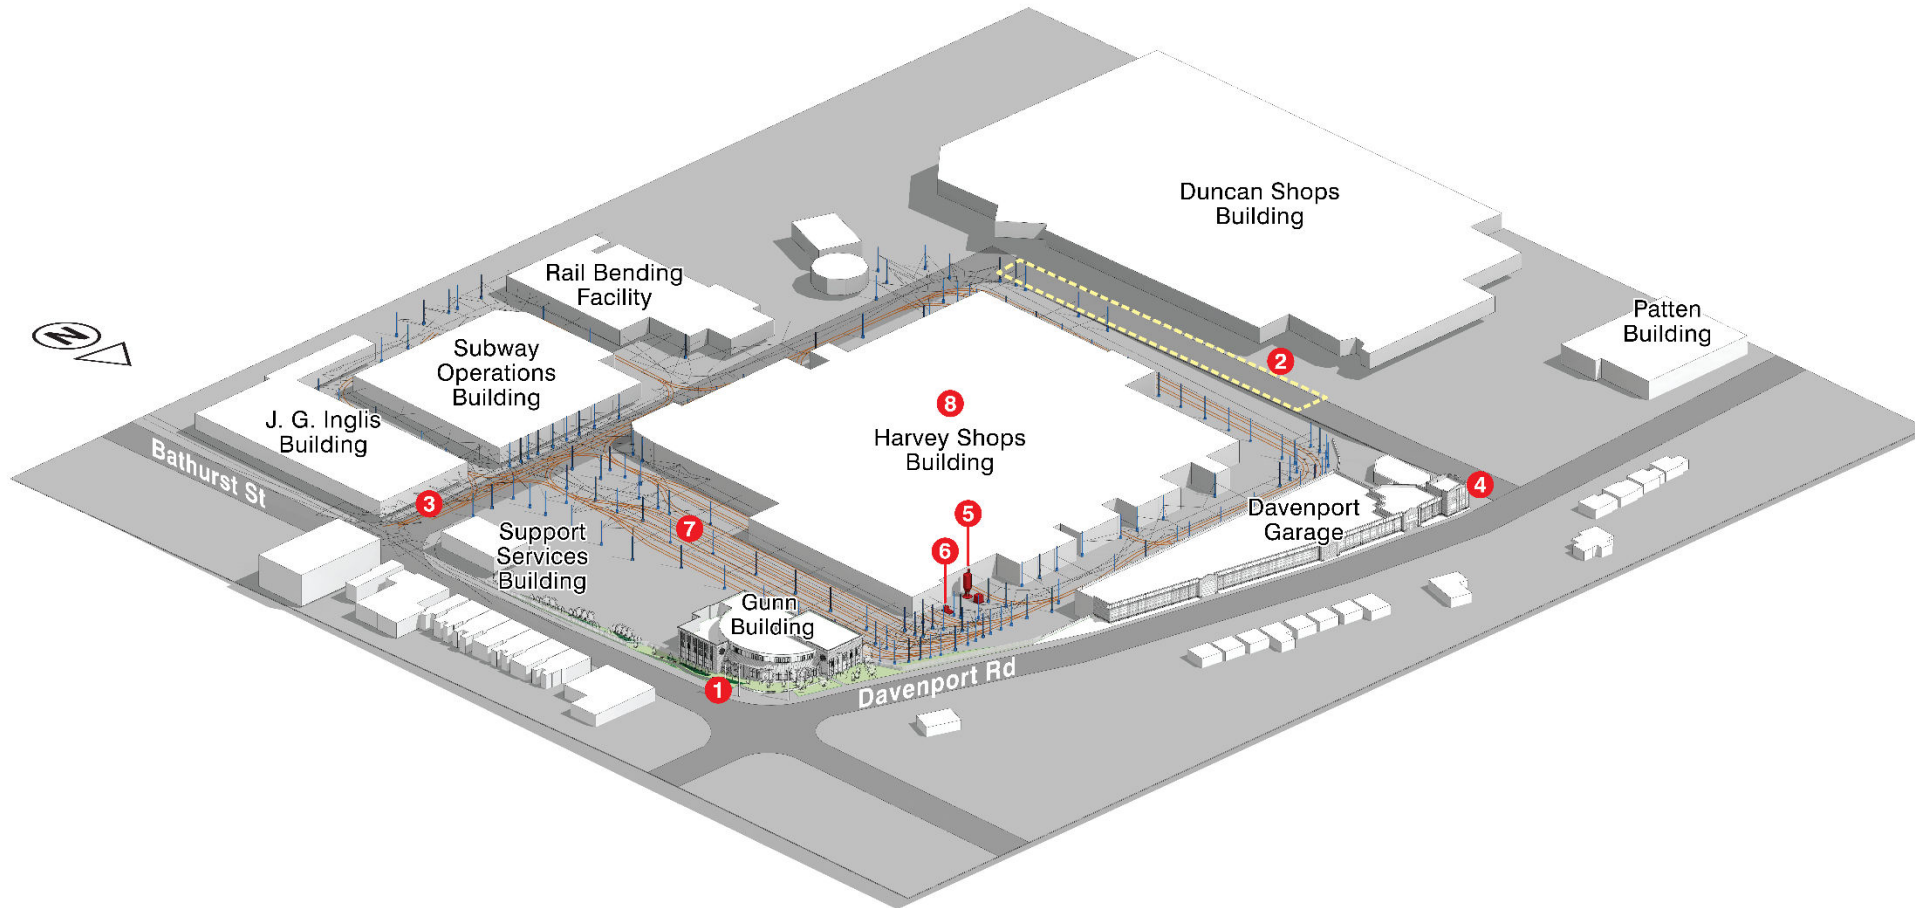 Duncan Shops
Building
Rail Bending
Facility
Patten
Building
2
Subway
Operations
Building
8
Harvey Shops
Building
J. G. Inglis
Building
Bathurst St
3
4
5
Davenport
Garage
7
6
Support
Services
Building
Gunn
Building
1
Davenport Rd
N